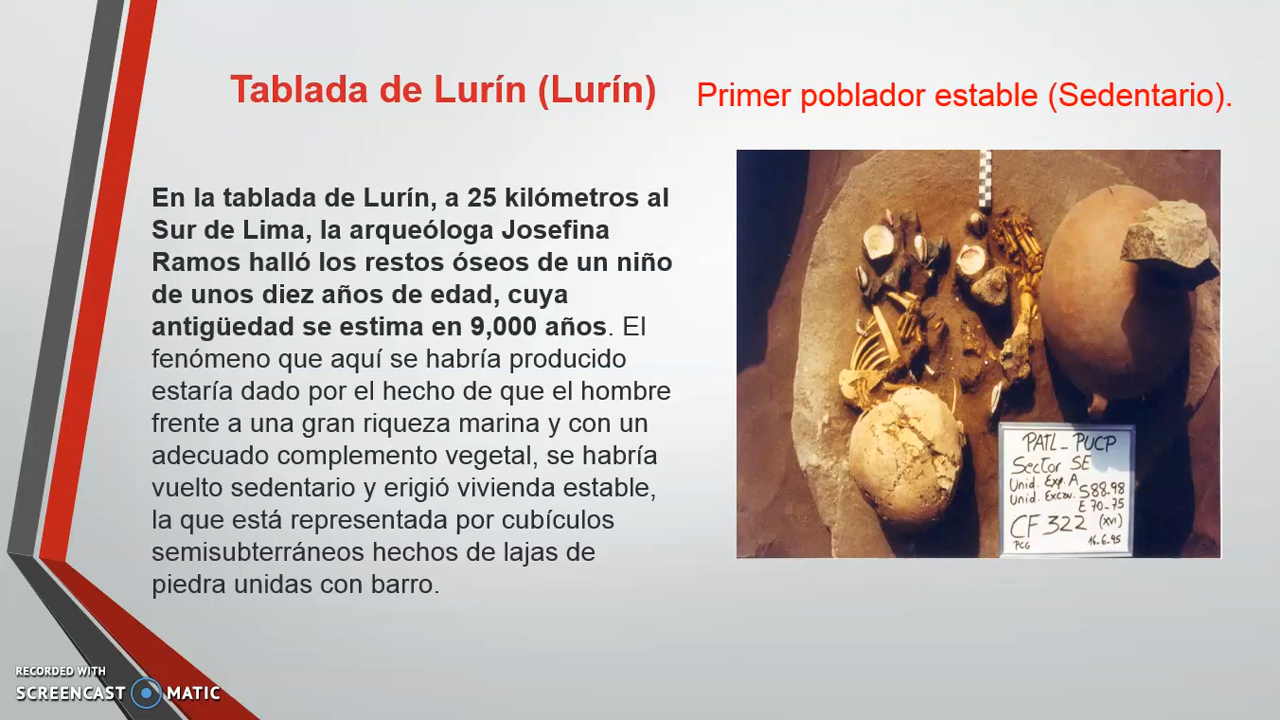 Tablada de Lurín (Lurín)
Primer poblador estable (Sedentario).
En la tablada de Lurín, a 25 kilómetros al
Sur de Lima, la arqueóloga Josefina
Ramos halló los restos óseos de un niño
de unos diez años de edad, cuya
antigüedad se estima en 9,000 años. El
fenómeno que aquí se habría producido
estaría dado por el hecho de que el hombre
frente a una gran riqueza marina y con un
adecuado complemento vegetal, se habría
vuelto sedentario y erigió vivienda estable,
la que está representada por cubículos
semisubterráneos hechos de lajas de
piedra unidas con barro.
PATL-PUCP
Sector SE
Unid. Exp. A
Unid. Excav. S88-98
E 70-75
CF 322 (XVI)
PCG 16-6-95
RECORDED WITH
SCREENCAST MATIC